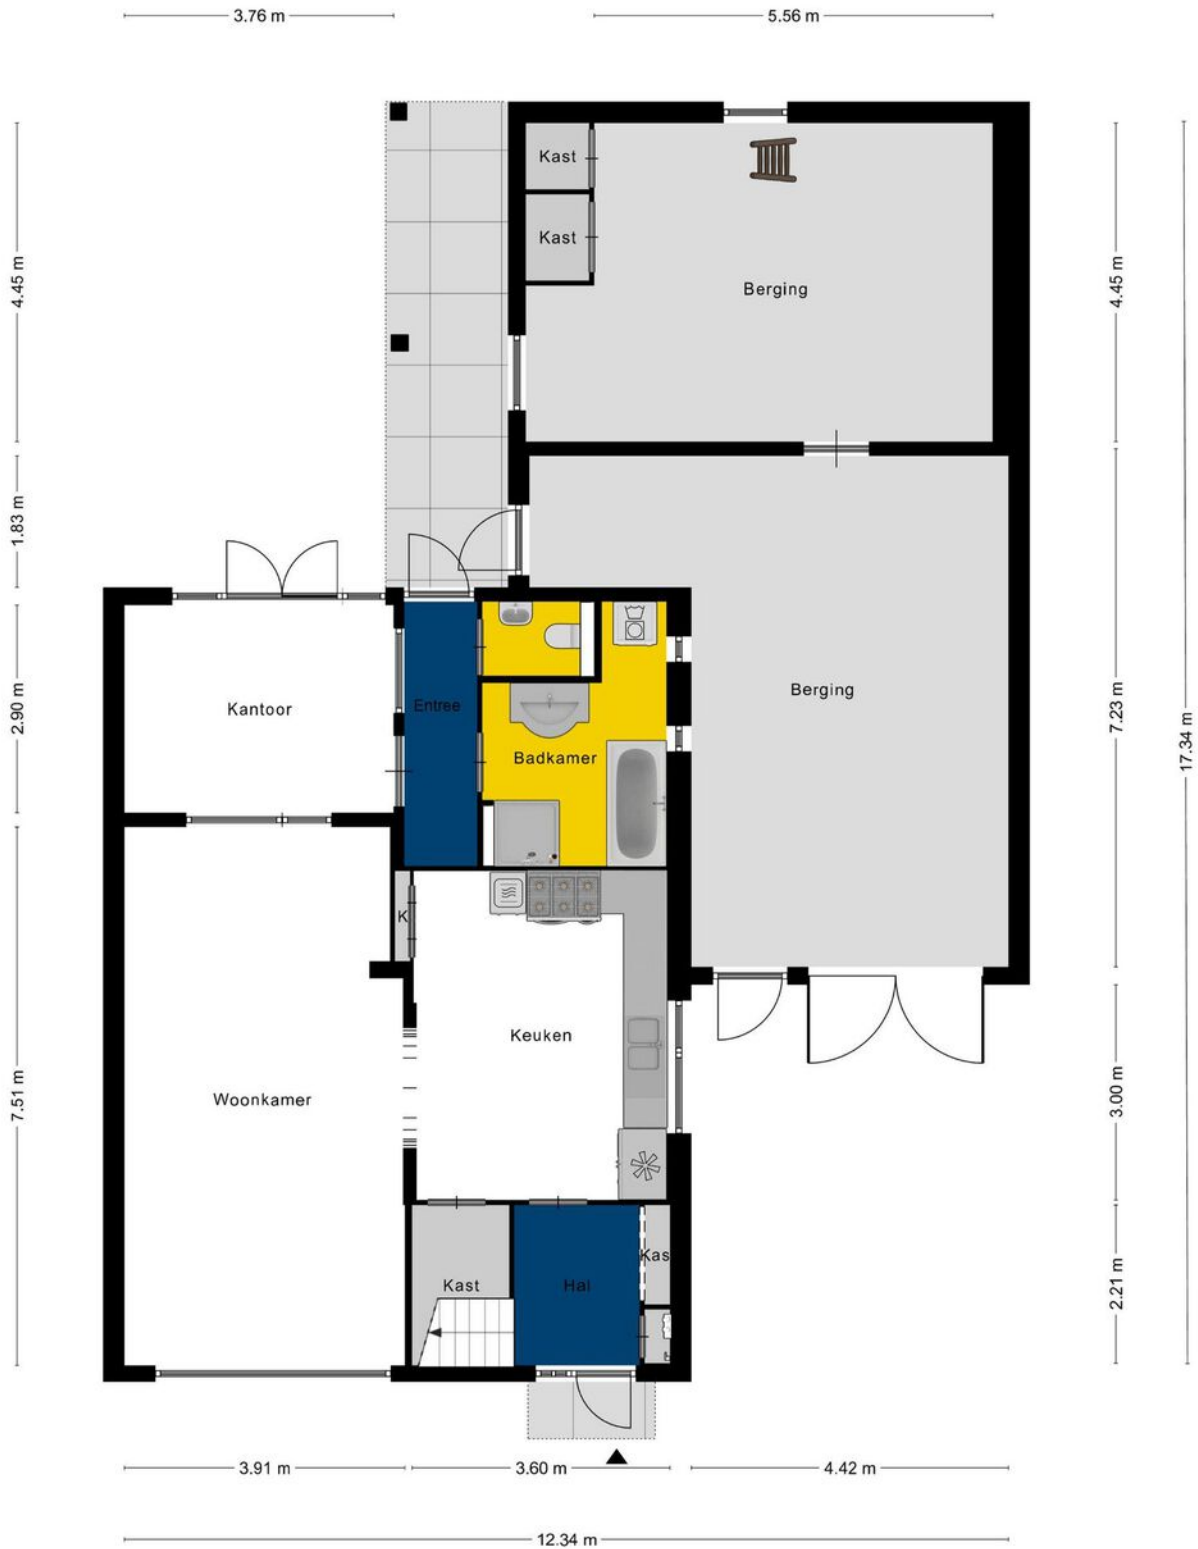 3.76 m
5.56 m
Kast
Kast
Berging
4.45 m
4.45 m
1.83 m
17.34 m
Kantoor
Entree
Badkamer
Berging
2.90 m
7.23 m
K
Keuken
Woonkamer
7.51 m
3.00 m
Kast
Hal
Kas
2.21 m
3.91 m
3.60 m
4.42 m
12.34 m